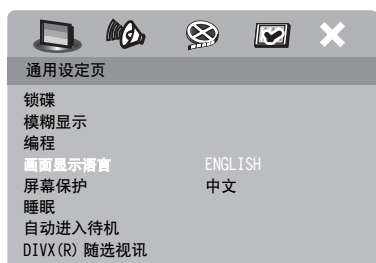 通用设定页
锁碟
模糊显示
编程
画面显示语言 ENGLISH
屏幕保护 中文
睡眠
自动进入待机
DIVX(R) 随选视讯